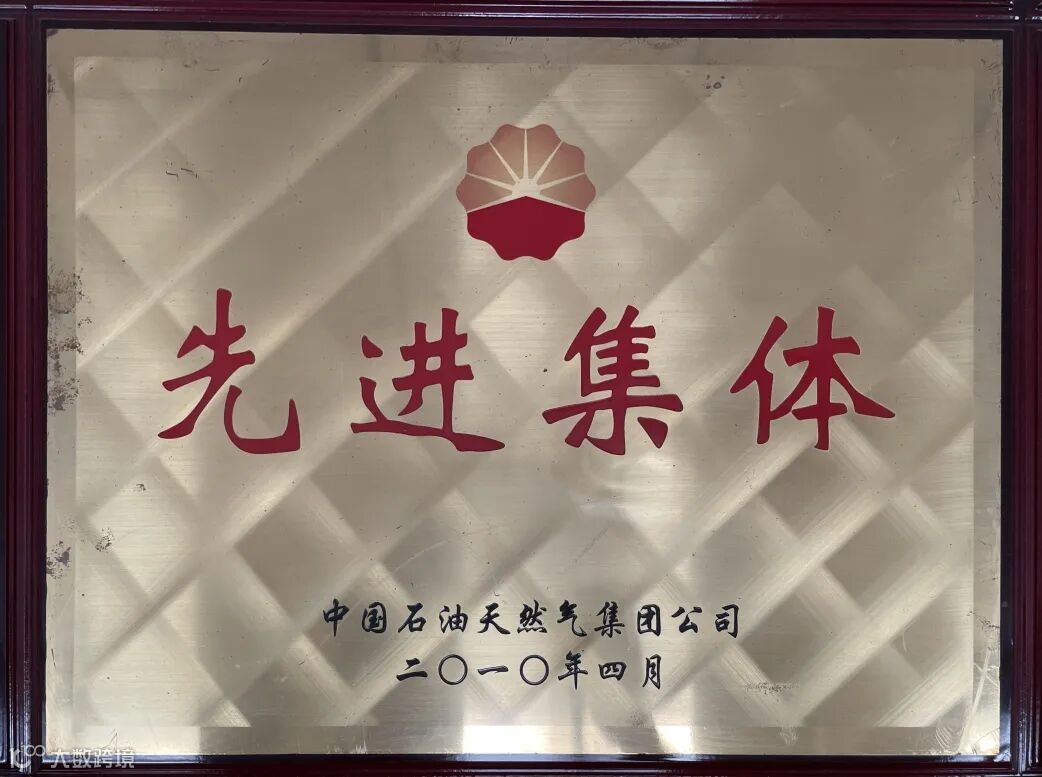 先进集体
中国石油天然气集团公司
二〇一〇年四月
大数跨境